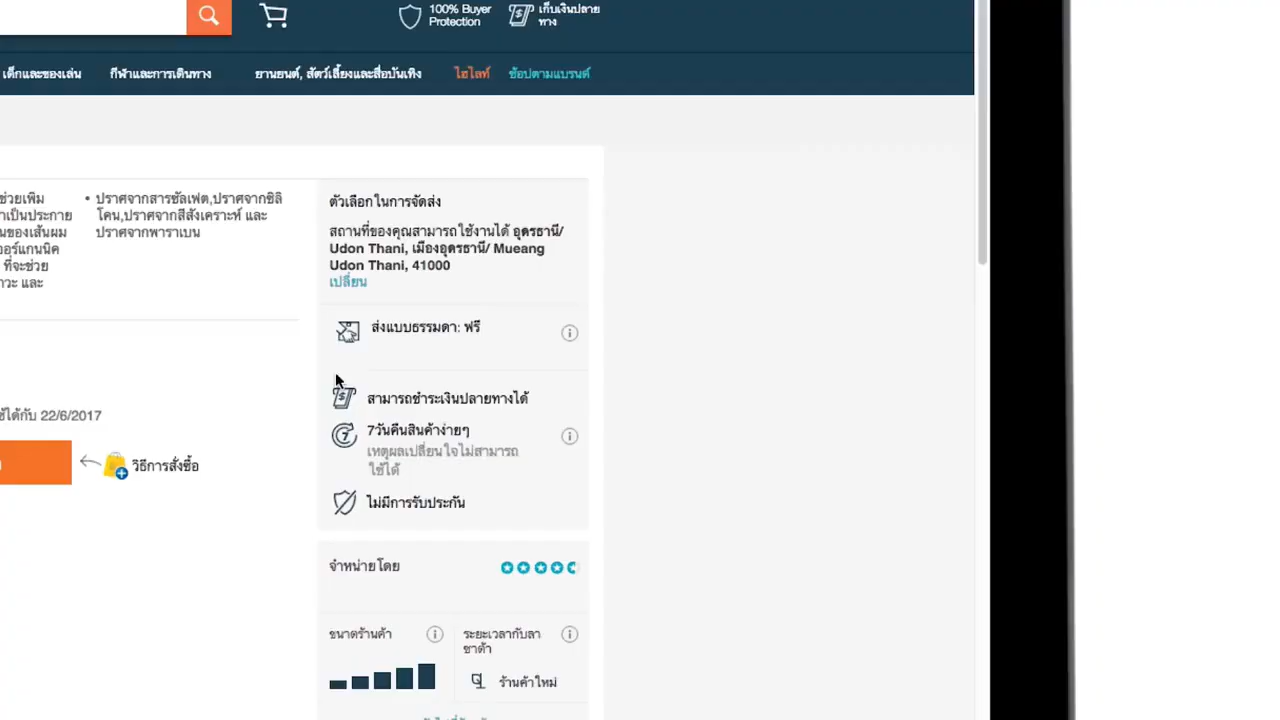 100% Buyer
Protection
เก็บเงินปลาย
ทาง
เด็กและของเล่น
กีฬาและการเดินทาง
ยานยนต์, สัตว์เลี้ยงและสื่อบันเทิง
ไฮไลท์
ช้อปตามแบรนด์
ช่วยเพิ่ม
าเป็นประกาย
นของเส้นผม
ออร์แกนนิค
ที่จะช่วย
าวะ และ
• ปราศจากสารซัลเฟต,ปราศจากซิลิ
โคน,ปราศจากสีสังเคราะห์ และ
ปราศจากพาราเบน
ตัวเลือกในการจัดส่ง
สถานที่ของคุณสามารถใช้งานได้ อุดรธานี/
Udon Thani, เมืองอุดรธานี/ Mueang
Udon Thani, 41000
เปลี่ยน
ส่งแบบธรรมดา: ฟรี
สามารถชำระเงินปลายทางได้
7วันคืนสินค้าง่ายๆ
เหตุผลเปลี่ยนใจไม่สามารถ
ใช้ได้
ไม่มีการรับประกัน
ช้ได้กับ 22/6/2017
วิธีการสั่งซื้อ
จำหน่ายโดย
ขนาดร้านค้า
ระยะเวลากับลา
ซาด้า
ร้านค้าใหม่